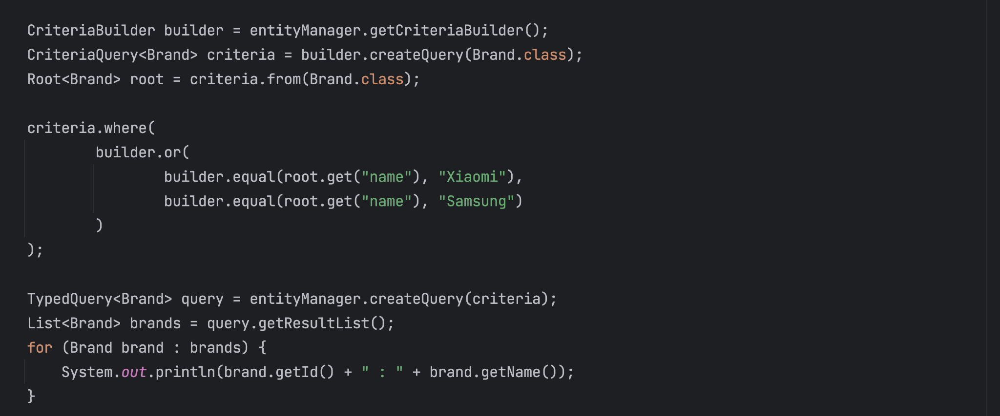 CriteriaBuilder builder = entityManager.getCriteriaBuilder();
CriteriaQuery<Brand> criteria = builder.createQuery(Brand.class);
Root<Brand> root = criteria.from(Brand.class);

criteria.where(
        builder.or(
                builder.equal(root.get("name"), "Xiaomi"),
                builder.equal(root.get("name"), "Samsung")
        )
);

TypedQuery<Brand> query = entityManager.createQuery(criteria);
List<Brand> brands = query.getResultList();
for (Brand brand : brands) {
    System.out.println(brand.getId() + " : " + brand.getName());
}